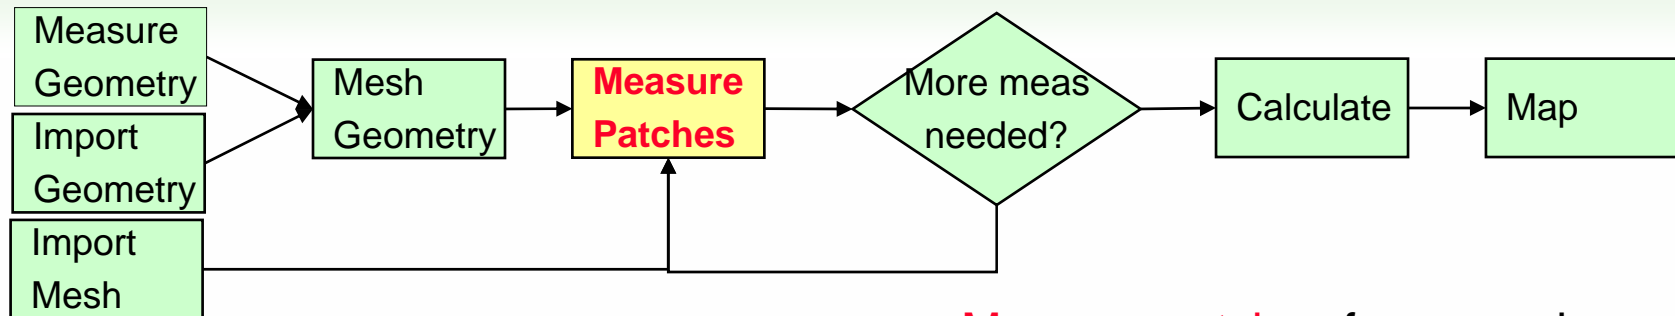 Measure
Geometry
Import
Geometry
Import
Mesh
Mesh
Geometry
Measure
Patches
More meas
needed?
Calculate
Map